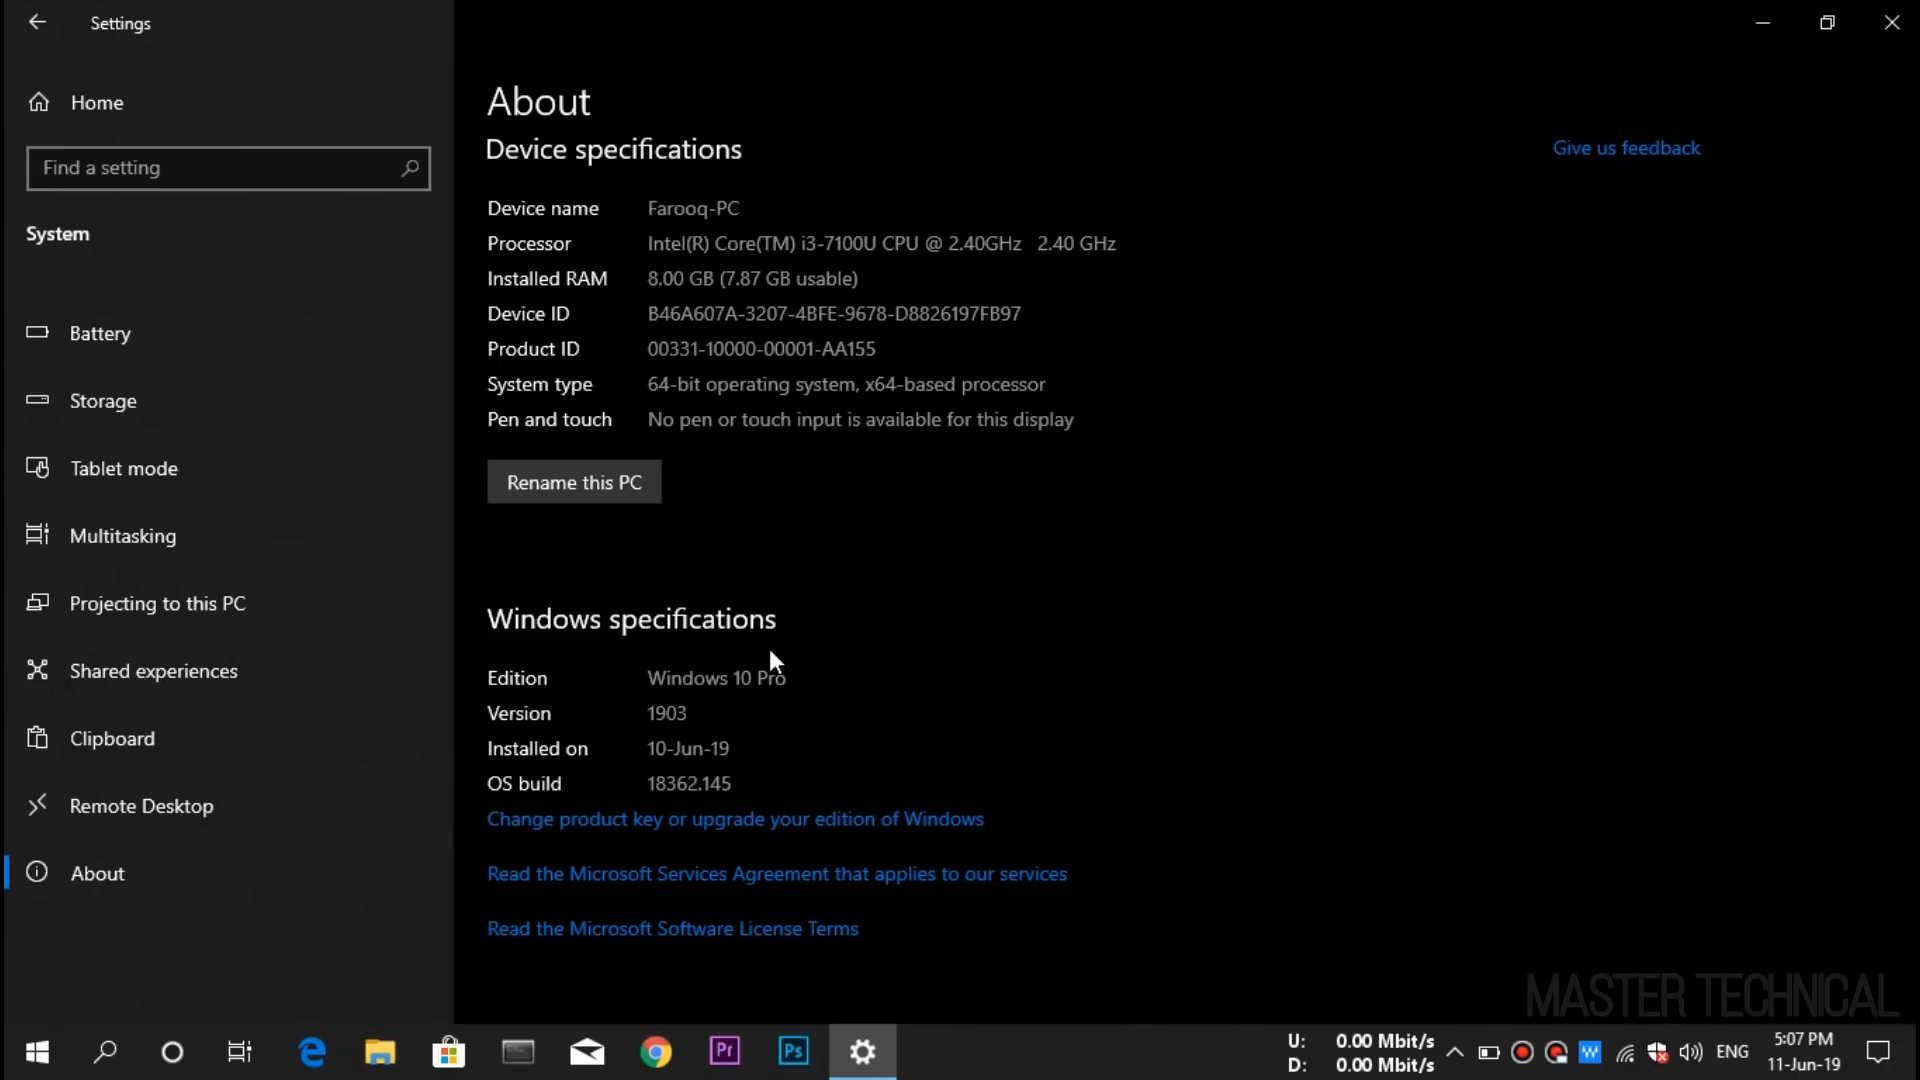 Settings
Home
Find a setting
System
Battery
Storage
Tablet mode
Multitasking
Projecting to this PC
Shared experiences
Clipboard
Remote Desktop
About
About
Device specifications
Give us feedback
Device name Farooq-PC
Processor Intel(R) Core(TM) i3-7100U CPU @ 2.40GHz 2.40 GHz
Installed RAM 8.00 GB (7.87 GB usable)
Device ID B46A607A-3207-4BFE-9678-D8826197FB97
Product ID 00331-10000-00001-AA155
System type 64-bit operating system, x64-based processor
Pen and touch No pen or touch input is available for this display
Rename this PC
Windows specifications
Edition Windows 10 Pro
Version 1903
Installed on 10-Jun-19
OS build 18362.145
Change product key or upgrade your edition of Windows
Read the Microsoft Services Agreement that applies to our services
Read the Microsoft Software License Terms
MASTER TECHNICAL
Pr
Ps
U: 0.00 Mbit/s
D: 0.00 Mbit/s
W
ENG
5:07 PM
11-Jun-19